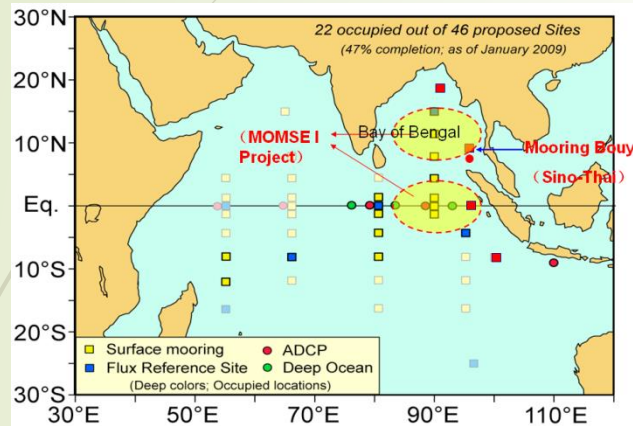 22 occupied out of 46 proposed Sites
(47% completion; as of January 2009)
30°N
20°N
10°N
Eq.
10°S
20°S
30°S
Bay of Bengal
（MOMSE I
Project）
Mooring Bouy
（Sino-Thai）
Surface mooring
ADCP
Flux Reference Site
Deep Ocean
(Deep colors; Occupied locations)
30°E
50°E
70°E
90°E
110°E